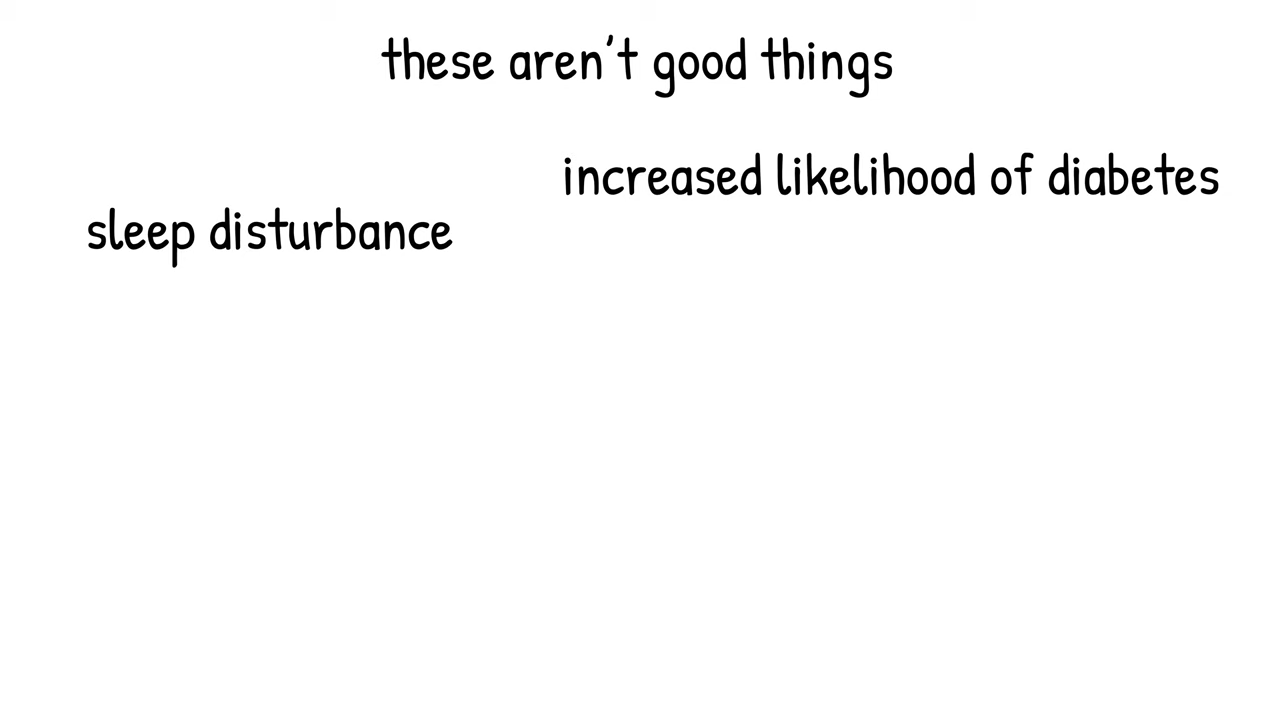 these aren't good things
increased likelihood of diabetes
sleep disturbance